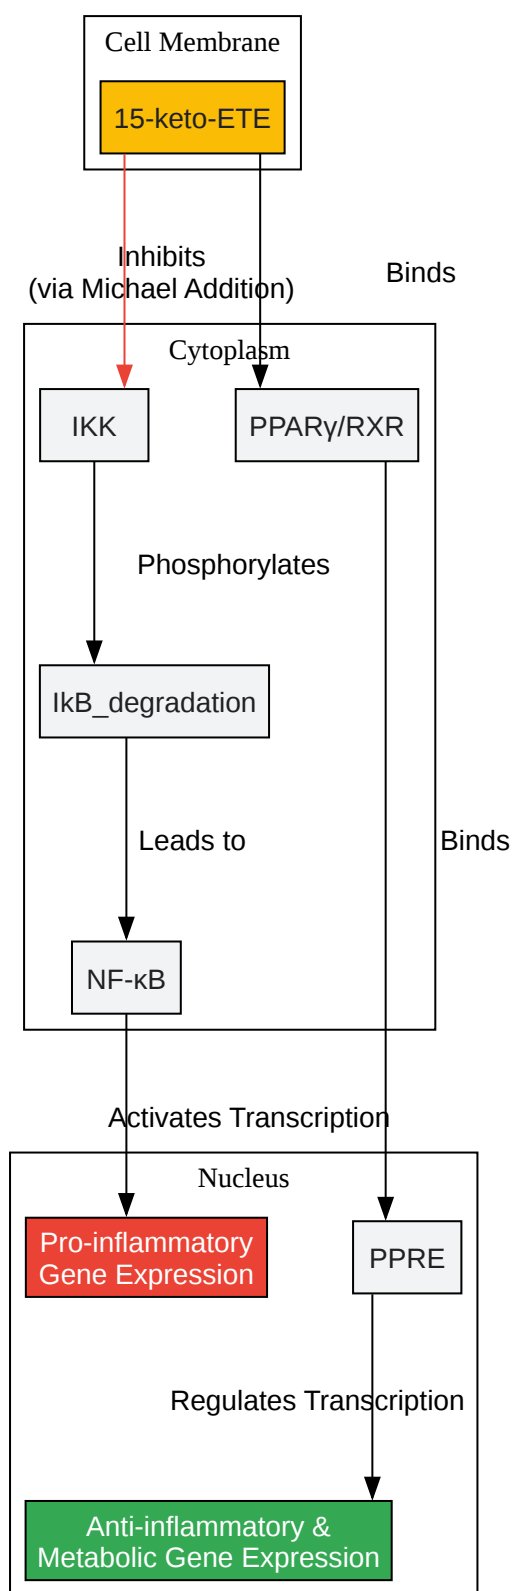 Cell Membrane
15-keto-ETE
Inhibits
(via Michael Addition)
Binds
Cytoplasm
IKK
PPARγ/RXR
Phosphorylates
IkB_degradation
Leads to
Binds
NF-κB
Activates Transcription
Nucleus
Pro-inflammatory
Gene Expression
PPRE
Regulates Transcription
Anti-inflammatory &
Metabolic Gene Expression